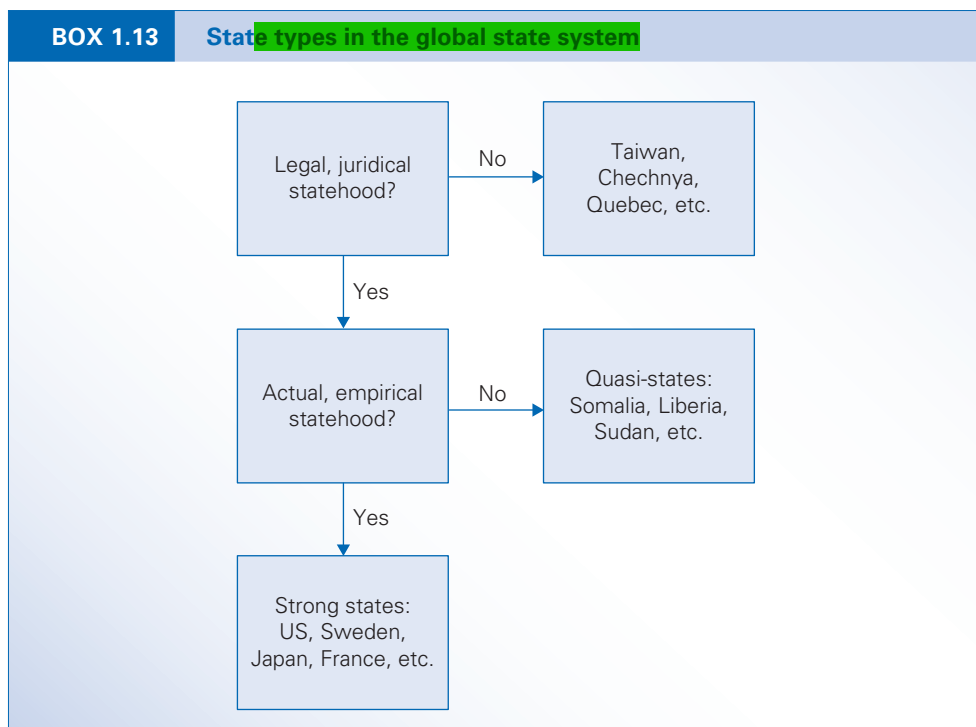 BOX 1.13 State types in the global state system
Legal, juridical
statehood?
No
Taiwan,
Chechnya,
Quebec, etc.
Yes
Actual, empirical
statehood?
No
Quasi-states:
Somalia, Liberia,
Sudan, etc.
Yes
Strong states:
US, Sweden,
Japan, France, etc.